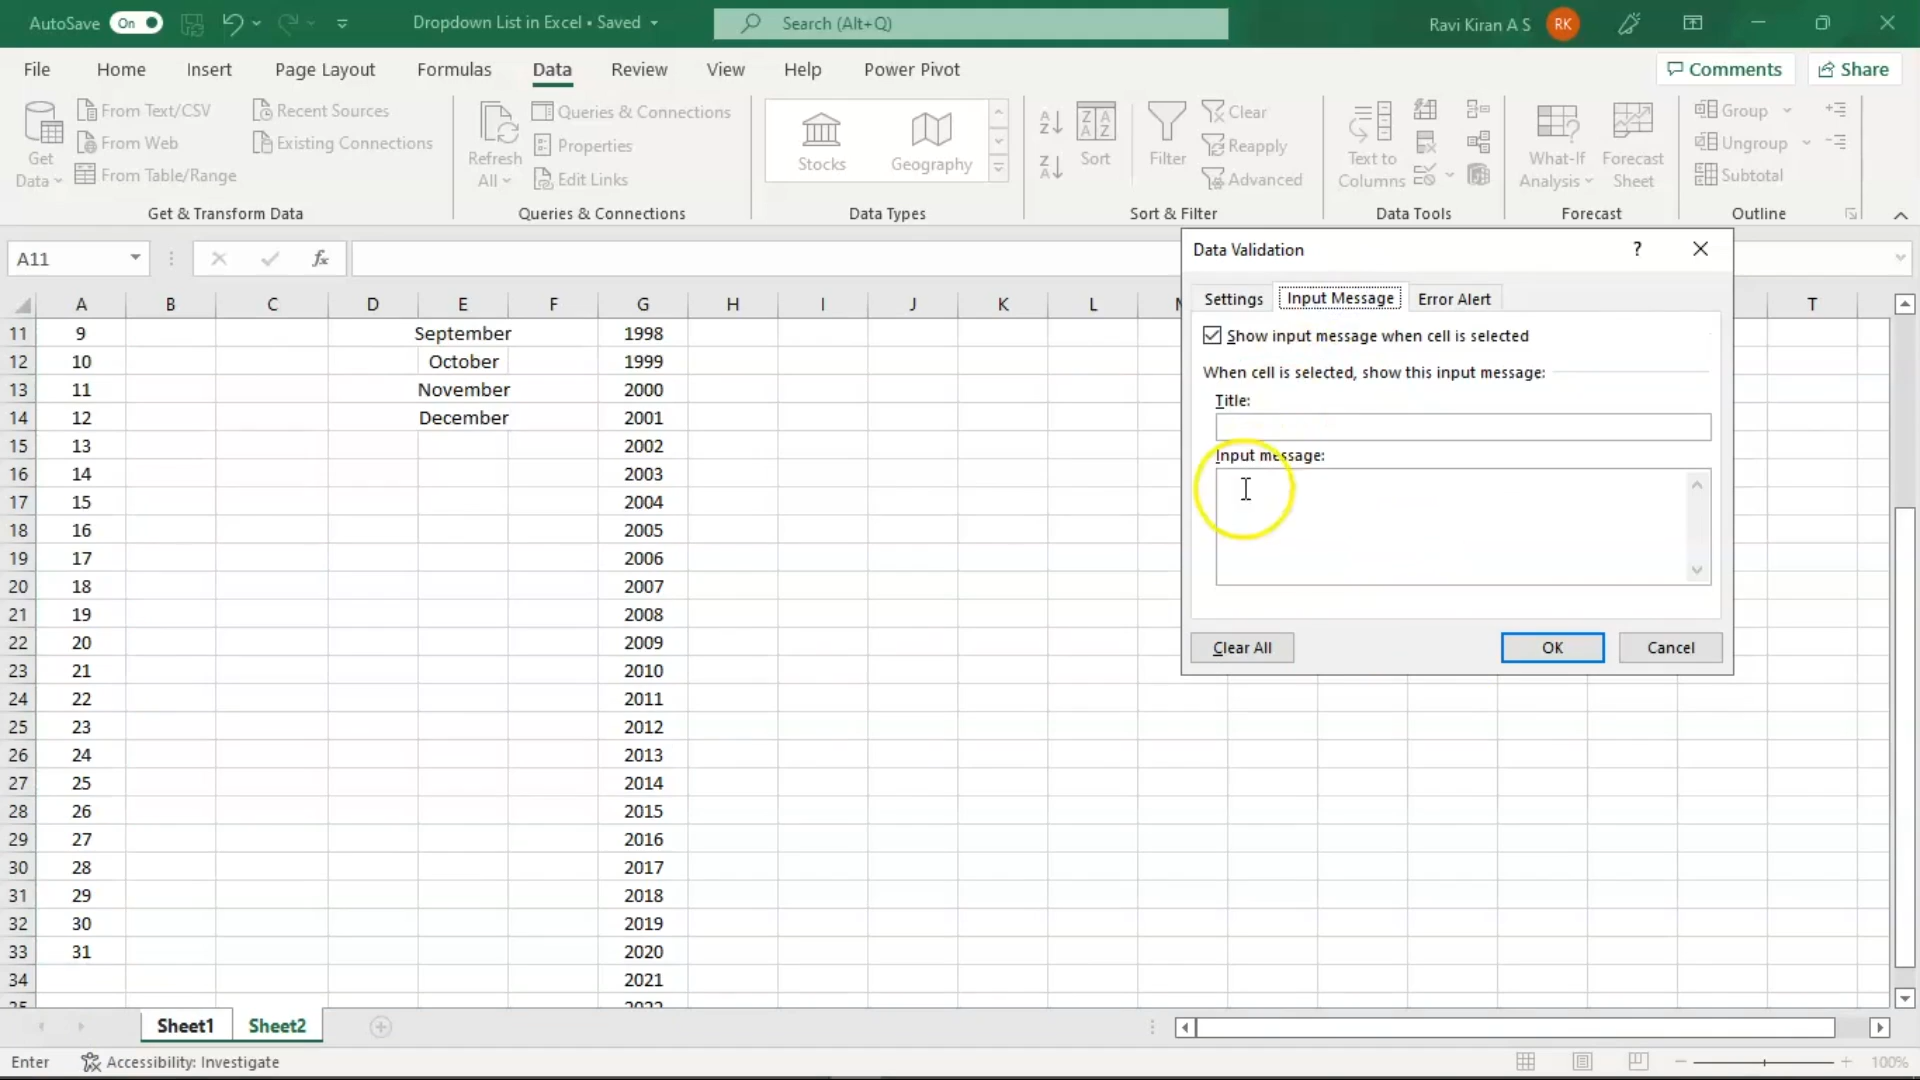 AutoSave On Dropdown List in Excel • Saved Search (Alt+Q) Ravi Kiran A S RK
File Home Insert Page Layout Formulas Data Review View Help Power Pivot Comments Share
Get Data
From Text/CSV
From Web
From Table/Range
Recent Sources
Existing Connections
Get & Transform Data
Refresh All
Queries & Connections
Properties
Edit Links
Queries & Connections
Stocks
Geography
Data Types
Sort
Filter
Clear
Reapply
Advanced
Sort & Filter
Text to Columns
Data Tools
What-If Analysis
Forecast Sheet
Forecast
Group
Ungroup
Subtotal
Outline
A11
fx
A B C D E F G H I J K L T
11 9 September 1998
12 10 October 1999
13 11 November 2000
14 12 December 2001
15 13 2002
16 14 2003
17 15 2004
18 16 2005
19 17 2006
20 18 2007
21 19 2008
22 20 2009
23 21 2010
24 22 2011
25 23 2012
26 24 2013
27 25 2014
28 26 2015
29 27 2016
30 28 2017
31 29 2018
32 30 2019
33 31 2020
34 2021
Data Validation ?
Settings Input Message Error Alert
Show input message when cell is selected
When cell is selected, show this input message:
Title:
Input message:
Clear All OK Cancel
Sheet1 Sheet2
Enter Accessibility: Investigate 100%